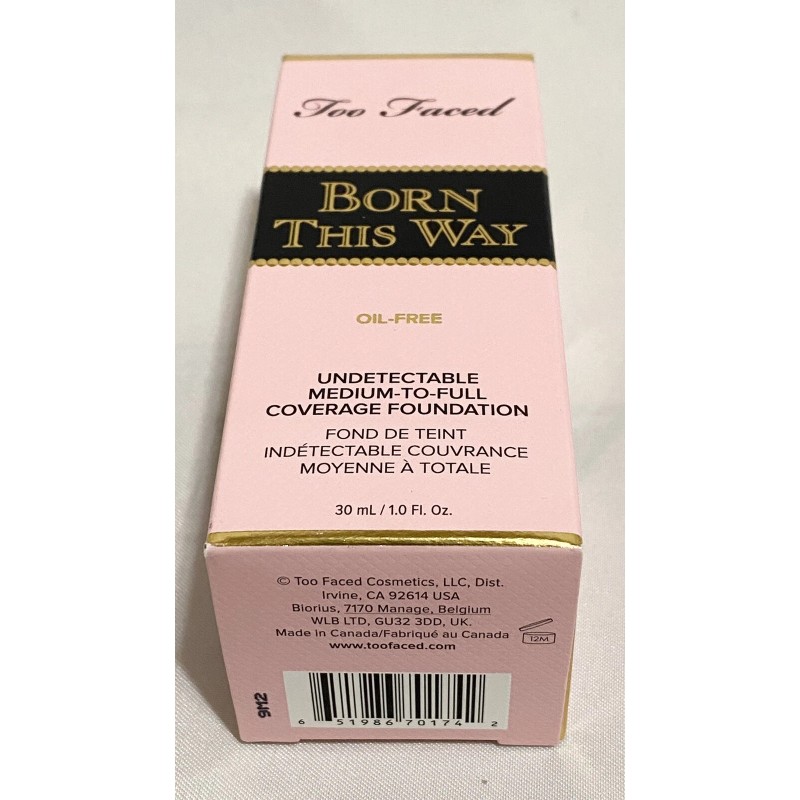 Too Faced
BORN
THIS WAY
OIL-FREE
UNDETECTABLE
MEDIUM-TO-FULL
COVERAGE FOUNDATION
FOND DE TEINT
INDÉTECTABLE COUVRANCE
MOYENNE À TOTALE
30 mL / 1.0 Fl. Oz.
© Too Faced Cosmetics, LLC, Dist.
Irvine, CA 92614 USA
Biorius, 7170 Manage, Belgium
WLB LTD, GU32 3DD, UK.
Made in Canada/Fabriqué au Canada
www.toofaced.com
12M
9M2
6 51986 70174 2